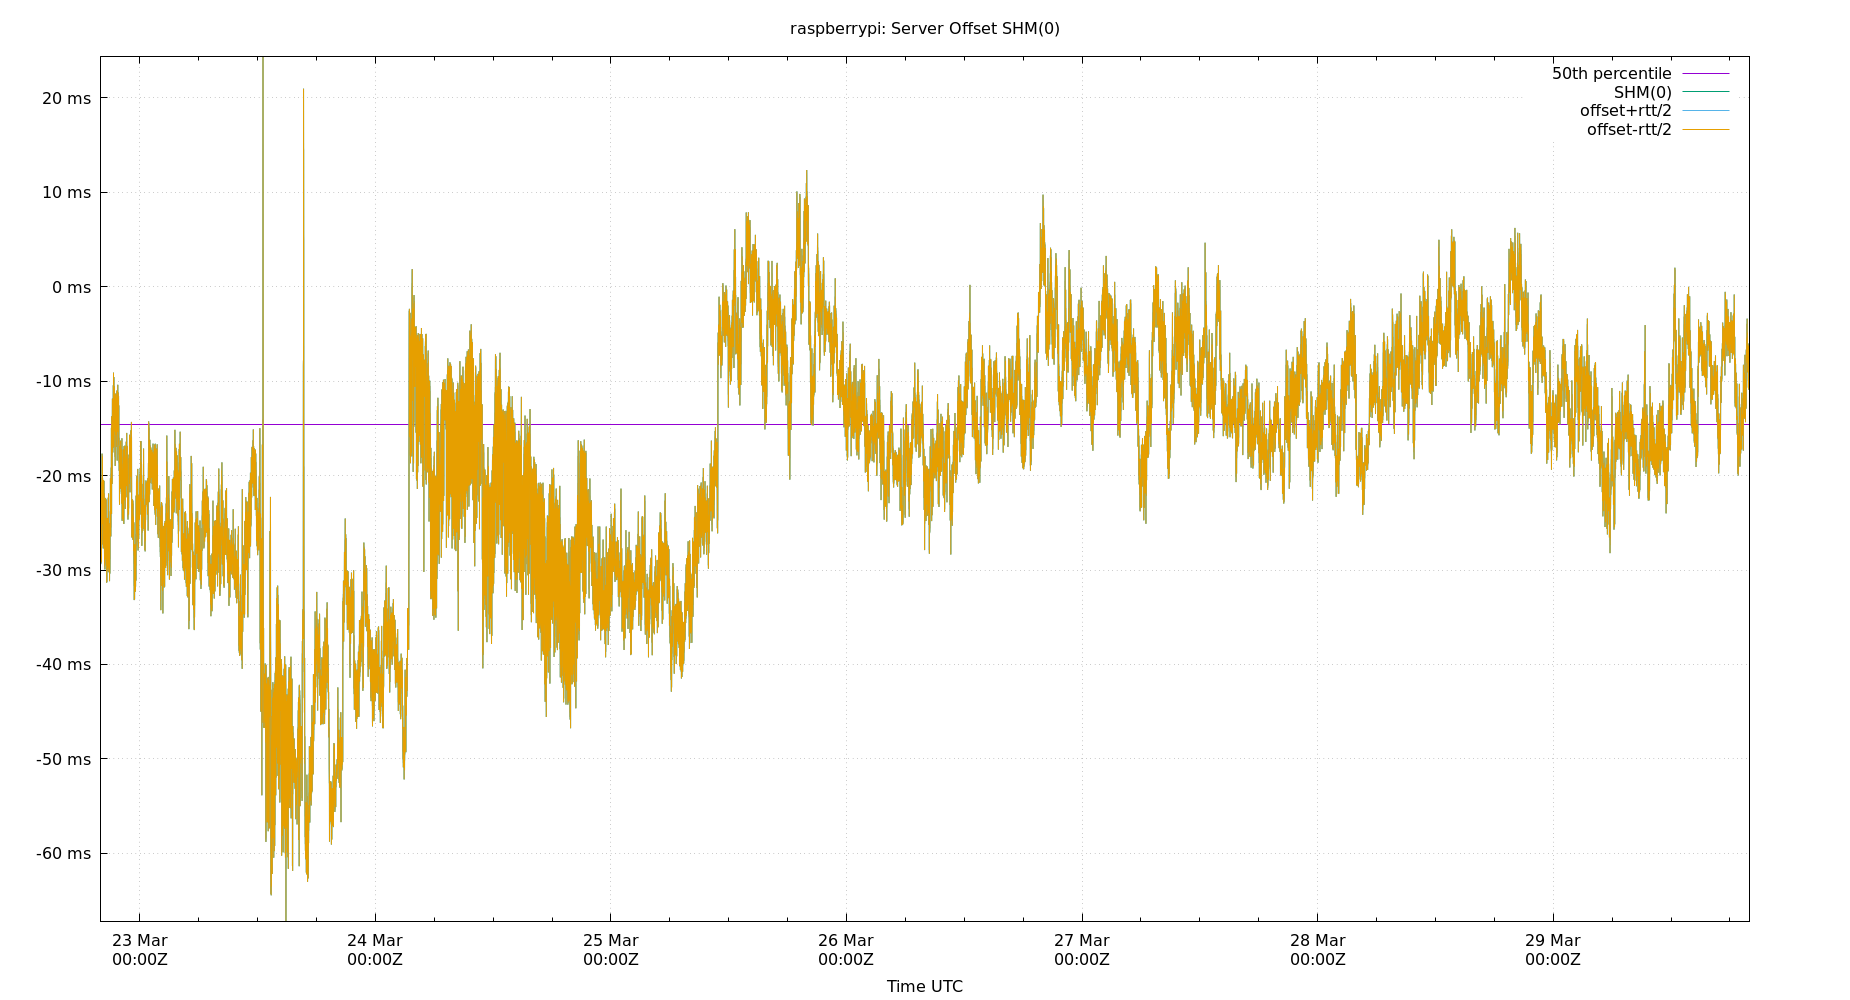 raspberrypi: Server Offset SHM(0)
50th percentile
SHM(0)
offset+rtt/2
offset-rtt/2
20 ms
10 ms
0 ms
-10 ms
-20 ms
-30 ms
-40 ms
-50 ms
-60 ms
23 Mar 24 Mar 25 Mar 26 Mar 27 Mar 28 Mar 29 Mar
00:00Z 00:00Z 00:00Z 00:00Z 00:00Z 00:00Z 00:00Z
Time UTC